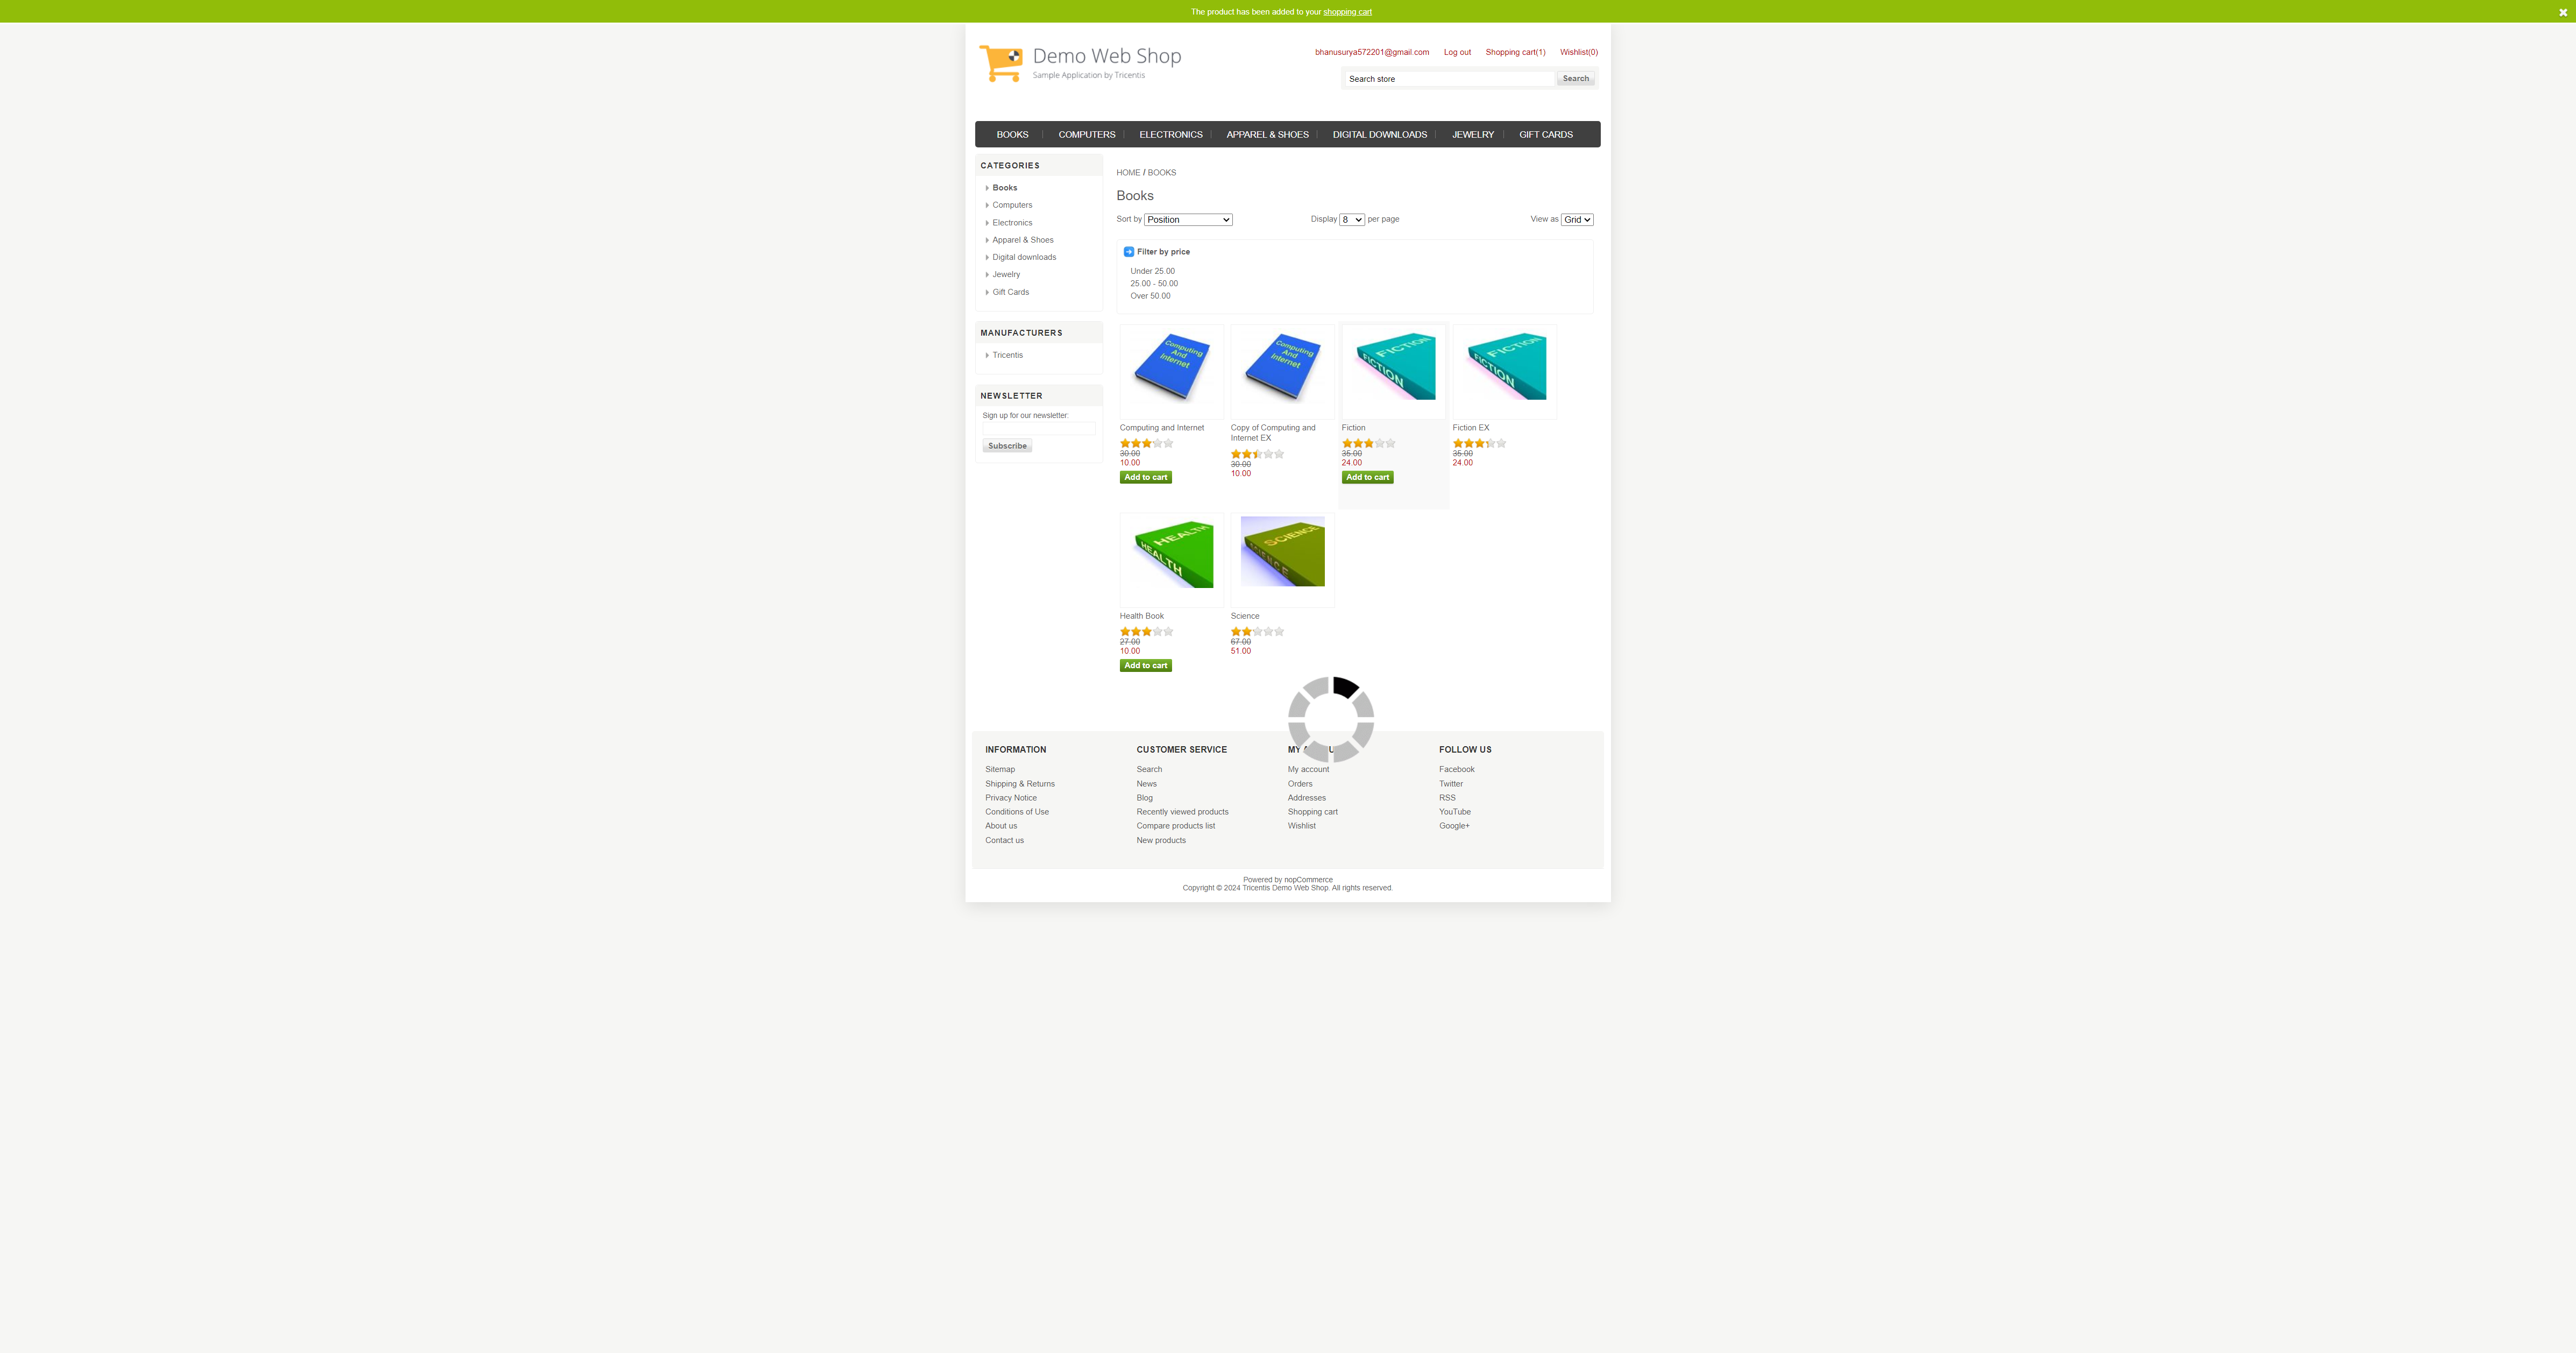 The product has been added to your shopping cart
Demo Web Shop
Sample Application by Tricentis
bhanusurya572201@gmail.com Log out Shopping cart(1) Wishlist(0)
Search store Search
BOOKS COMPUTERS ELECTRONICS APPAREL & SHOES DIGITAL DOWNLOADS JEWELRY GIFT CARDS
CATEGORIES
Books
Computers
Electronics
Apparel & Shoes
Digital downloads
Jewelry
Gift Cards
MANUFACTURERS
Tricentis
NEWSLETTER
Sign up for our newsletter:
Subscribe
HOME / BOOKS
Books
Sort by Position Display 8 per page View as Grid
Filter by price
Under 25.00
25.00 - 50.00
Over 50.00
Computing
And
Internet
Computing and Internet
30.00
10.00
Add to cart
Computing
And
Internet
Copy of Computing and
Internet EX
30.00
10.00
FICTION
FICTION
Fiction
35.00
24.00
Add to cart
FICTION
FICTION
Fiction EX
35.00
24.00
HEALTH
HEALTH
Health Book
27.00
10.00
Add to cart
SCIENCE
SCIENCE
Science
67.00
51.00
INFORMATION
Sitemap
Shipping & Returns
Privacy Notice
Conditions of Use
About us
Contact us
CUSTOMER SERVICE
Search
News
Blog
Recently viewed products
Compare products list
New products
MY
My account
Orders
Addresses
Shopping cart
Wishlist
FOLLOW US
Facebook
Twitter
RSS
YouTube
Google+
Powered by nopCommerce
Copyright © 2024 Tricentis Demo Web Shop. All rights reserved.